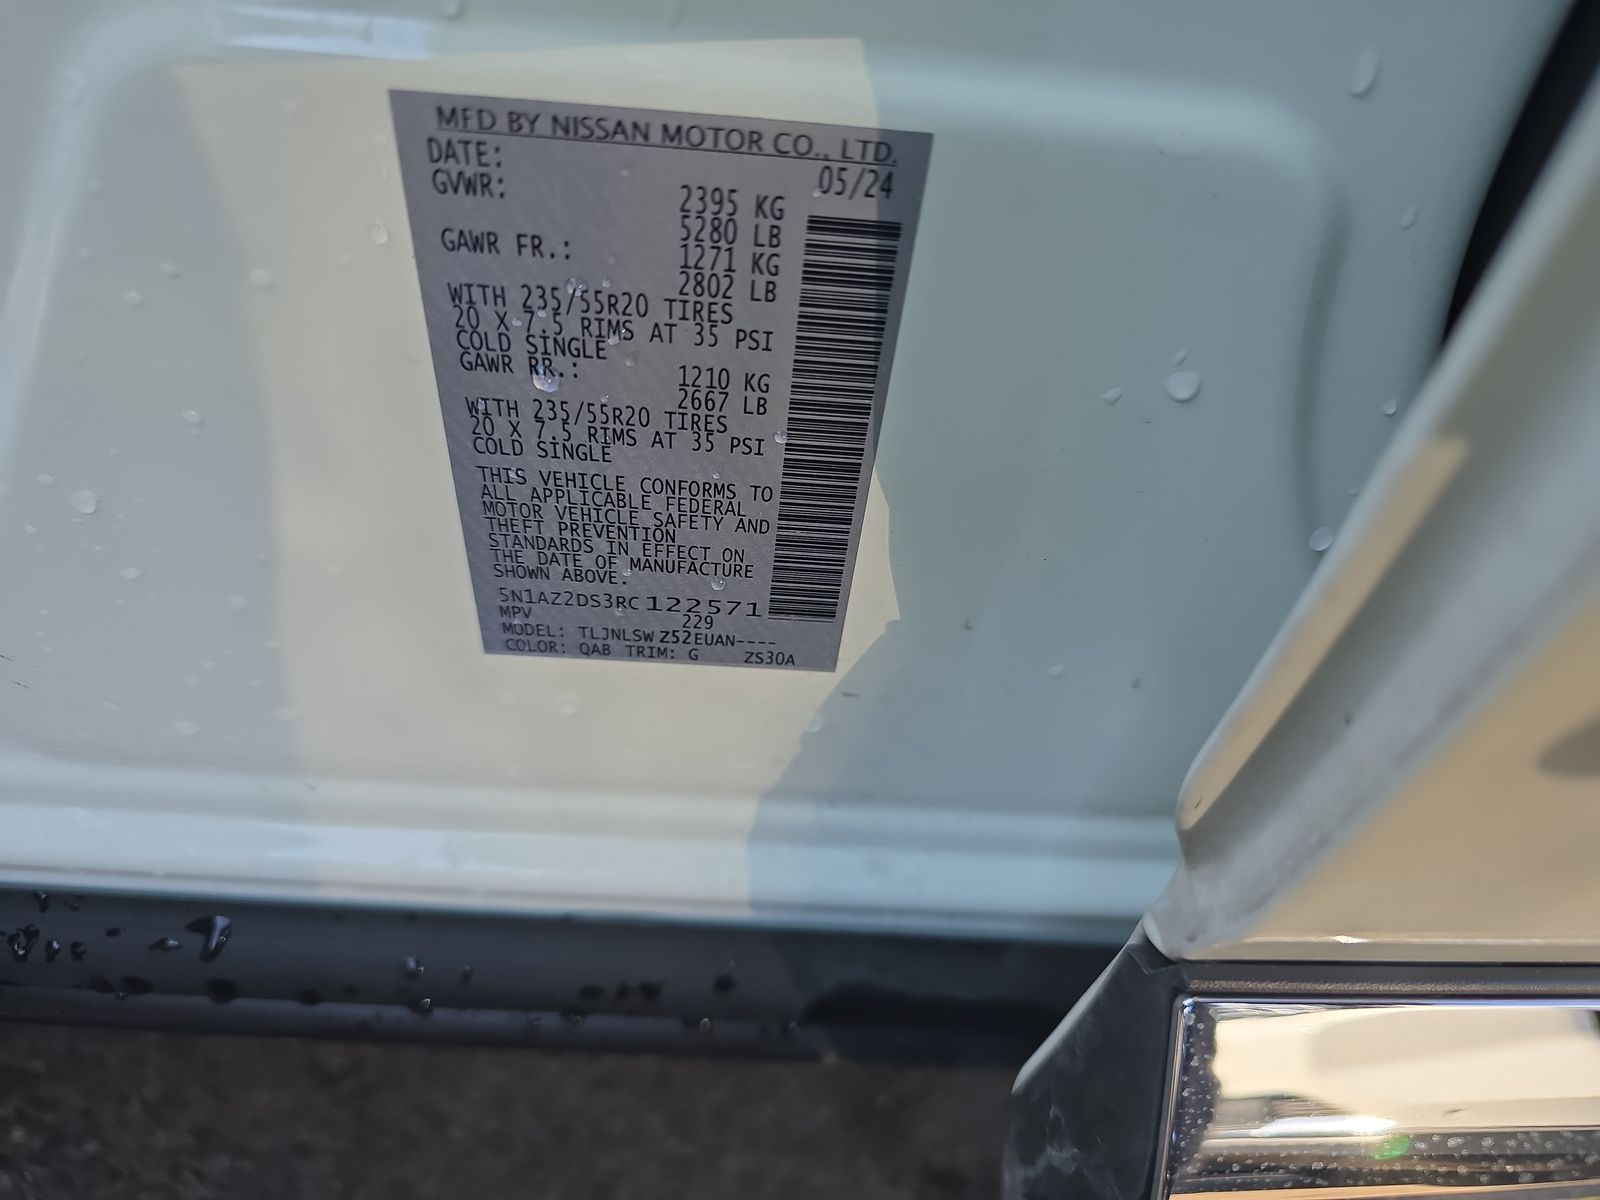 MFD BY NISSAN MOTOR CO., LTD.
DATE: 05/24
GVWR: 2395 KG
5280 LB
GAWR FR.: 1271 KG
2802 LB
WITH 235/55R20 TIRES
20 X 7.5 RIMS AT 35 PSI
COLD SINGLE
GAWR RR.: 1210 KG
2667 LB
WITH 235/55R20 TIRES
20 X 7.5 RIMS AT 35 PSI
COLD SINGLE
THIS VEHICLE CONFORMS TO
ALL APPLICABLE FEDERAL
MOTOR VEHICLE SAFETY AND
THEFT PREVENTION
STANDARDS IN EFFECT ON
THE DATE OF MANUFACTURE
SHOWN ABOVE.
5N1AZ2DS3RC122571
MPV 229
MODEL: TLJNLSW Z52EUAN----
COLOR: QAB TRIM: G ZS30A